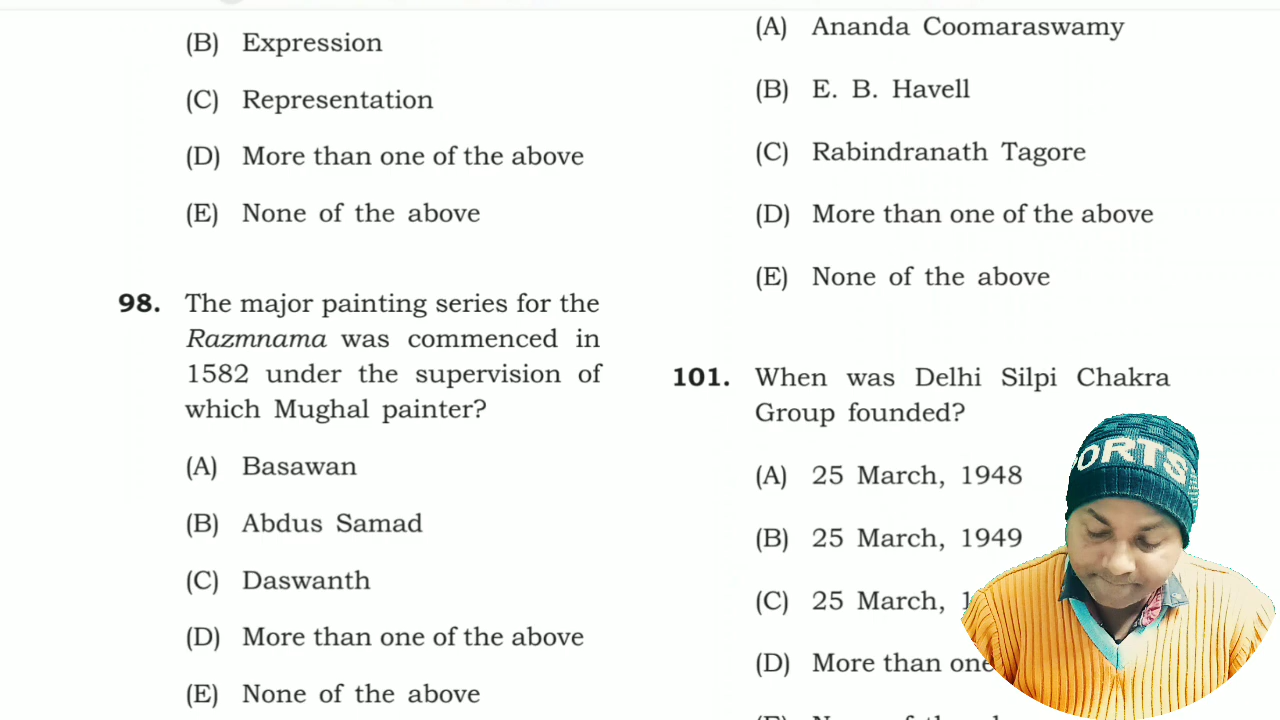 (B) Expression
(C) Representation
(D) More than one of the above
(E) None of the above
98. The major painting series for the
Razmnama was commenced in
1582 under the supervision of
which Mughal painter?
(A) Basawan
(B) Abdus Samad
(C) Daswanth
(D) More than one of the above
(E) None of the above
(A) Ananda Coomaraswamy
(B) E. B. Havell
(C) Rabindranath Tagore
(D) More than one of the above
(E) None of the above
101. When was Delhi Silpi Chakra
Group founded?
(A) 25 March, 1948
(B) 25 March, 1949
(C) 25 March,
(D) More than one
ORTS